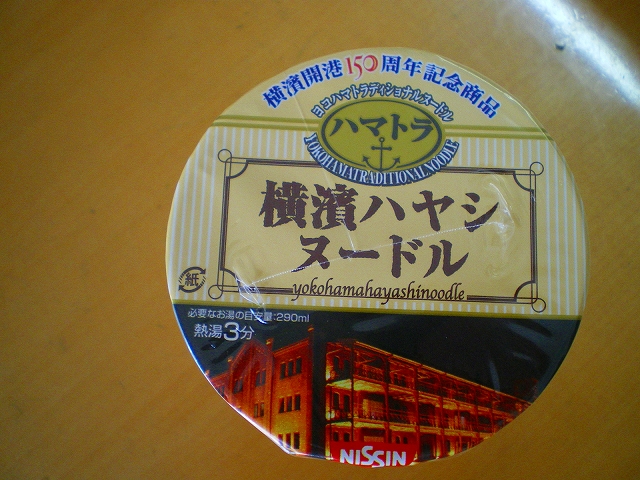 横濱開港150周年記念商品
ヨコハマトラディショナルヌードル
ハマトラ
YOKOHAMATRADITIONALNOODLE
横濱ハヤシ
ヌードル
yokohamahayashinoodle
紙
必要なお湯の目安量:290ml
熱湯3分
NISSIN